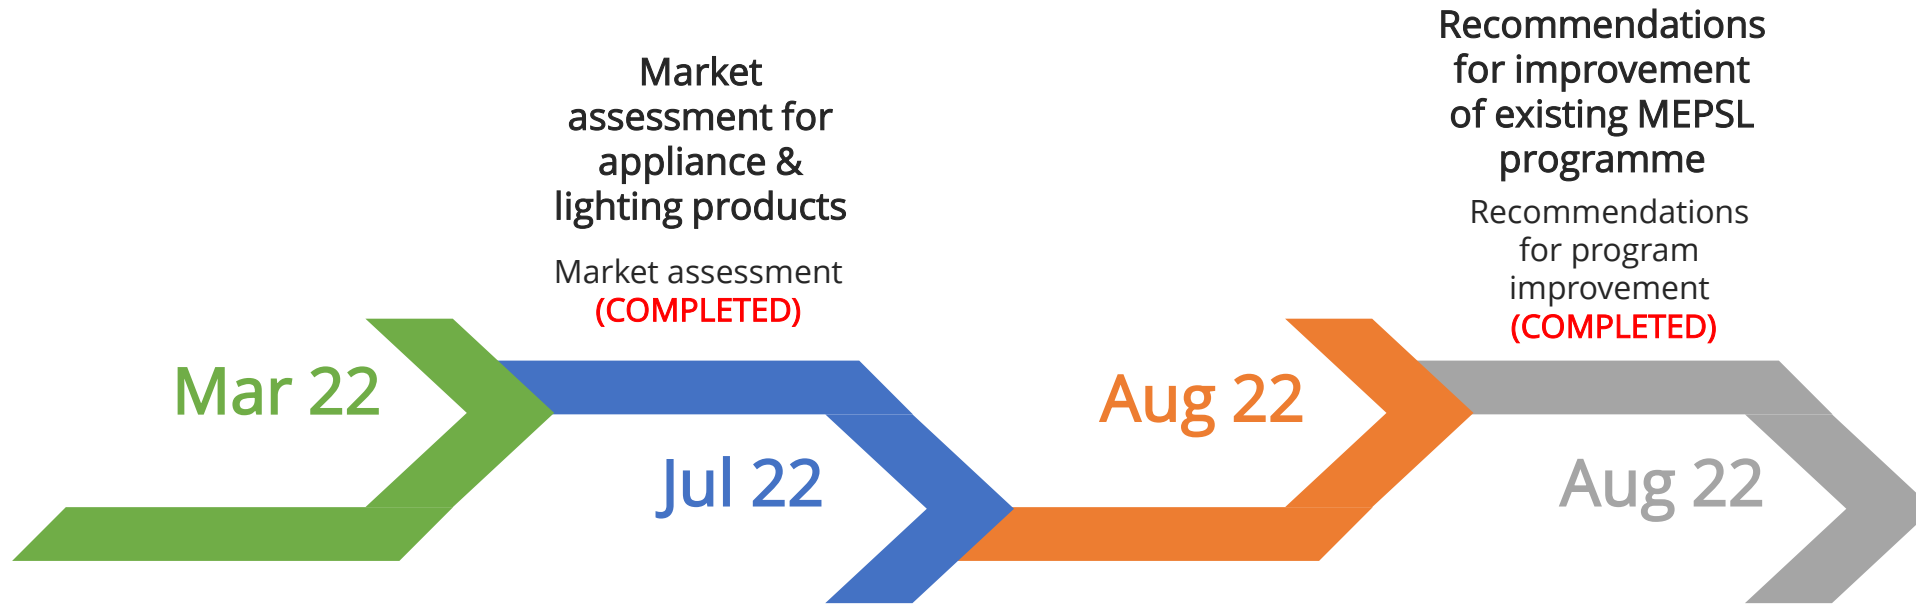 Mar 22
Market
assessment for
appliance &
lighting products
Market assessment
(COMPLETED)
Jul 22
Aug 22
Recommendations
for improvement
of existing MEPSL
programme
Recommendations
for program
improvement
(COMPLETED)
Aug 22